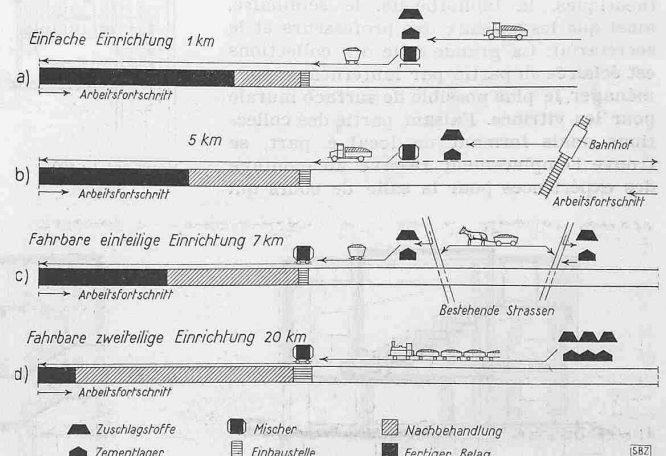 Einfache Einrichtung 1 km
a)
Arbeitsfortschritt
5 km
Bahnhof
b)
Arbeitsfortschritt
Arbeitsfortschritt
Fahrbare einteilige Einrichtung 7 km
c)
Arbeitsfortschritt
Bestehende Strassen
Fahrbare zweiteilige Einrichtung 20 km
d)
Arbeitsfortschritt
Zuschlagstoffe
Mischer
Nachbehandlung
Zementlager
Einbaustelle
Fertiger Belag
SBZ